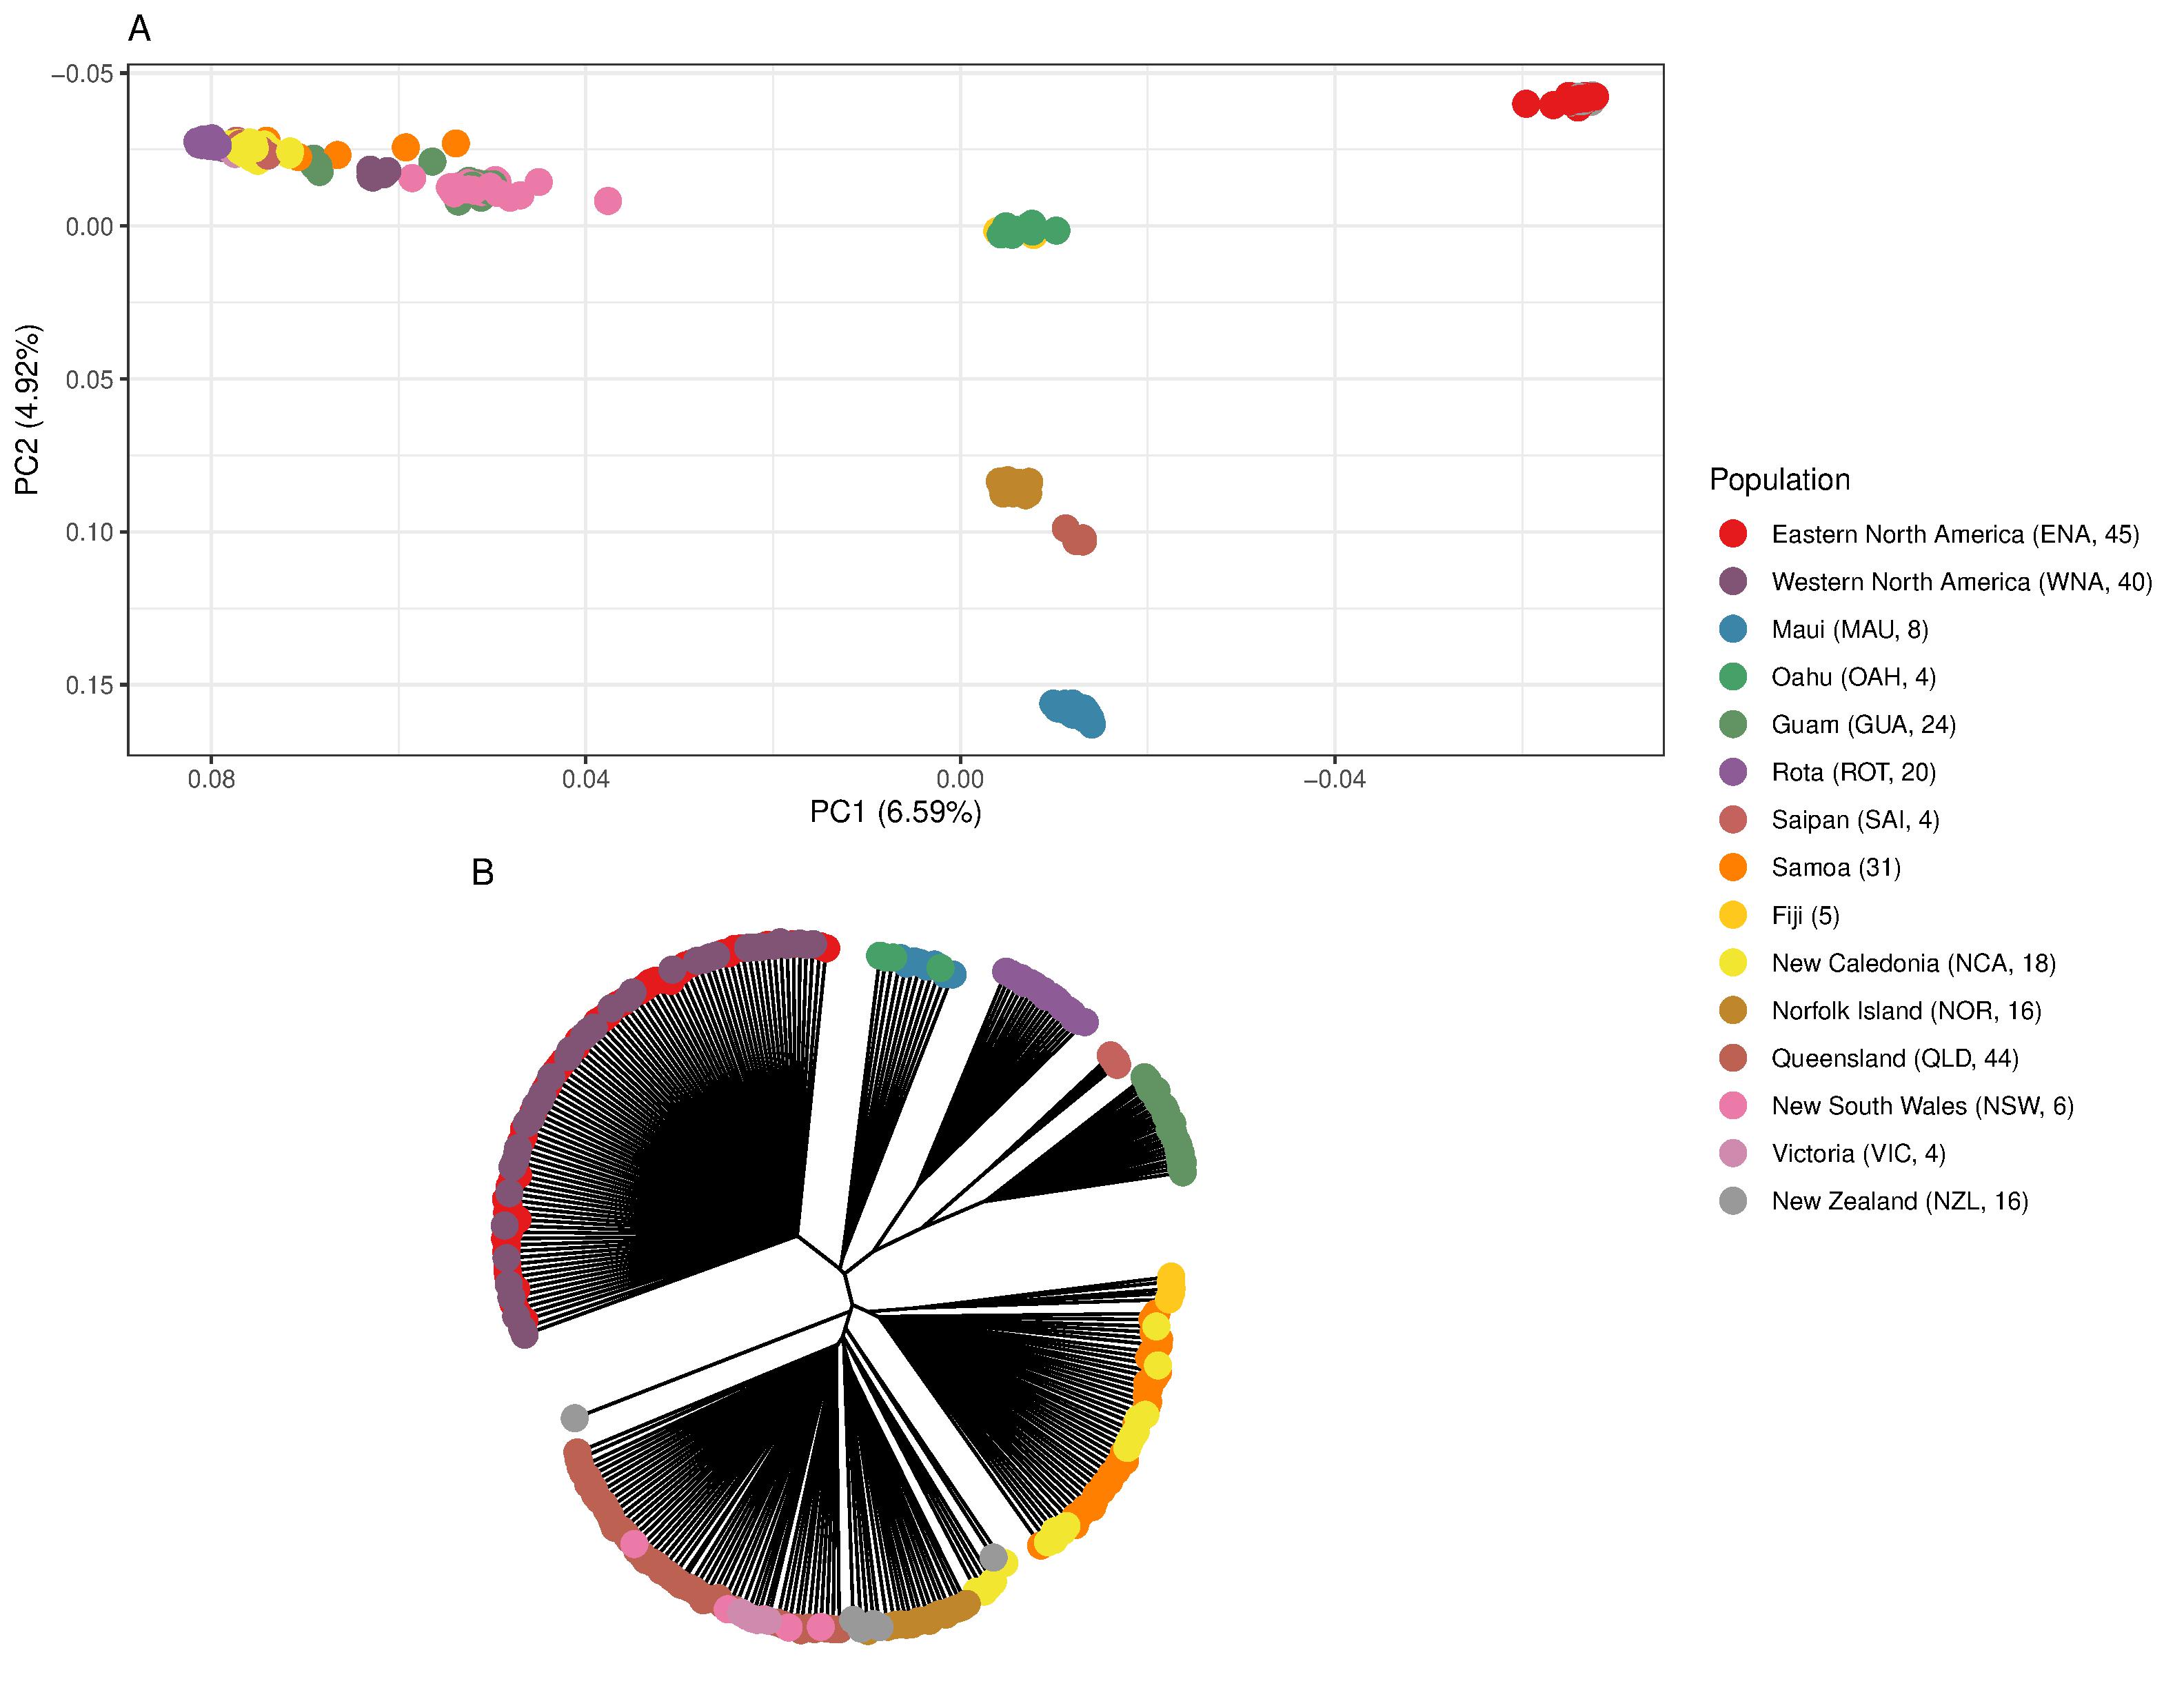 A
−0.05
0.00
0.05
0.10
0.15
PC2 (4.92%)
0.08
0.04
0.00
−0.04
PC1 (6.59%)
B
Population
Eastern North America (ENA, 45)
Western North America (WNA, 40)
Maui (MAU, 8)
Oahu (OAH, 4)
Guam (GUA, 24)
Rota (ROT, 20)
Saipan (SAI, 4)
Samoa (31)
Fiji (5)
New Caledonia (NCA, 18)
Norfolk Island (NOR, 16)
Queensland (QLD, 44)
New South Wales (NSW, 6)
Victoria (VIC, 4)
New Zealand (NZL, 16)